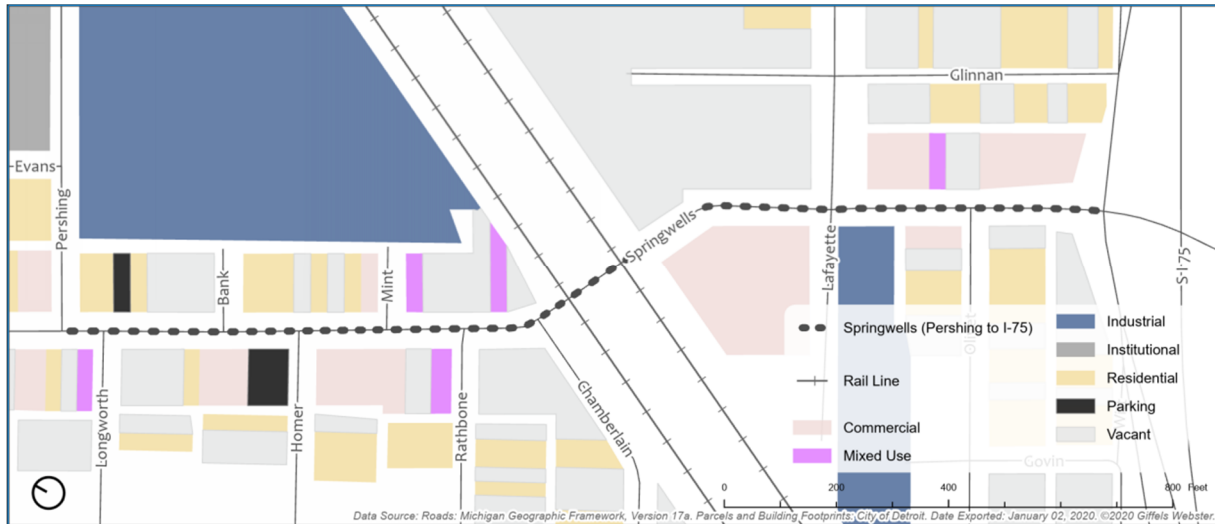 Glinnan
Evans
Pershing
Springwells
Lafayette
S I 75
Bank
Mint
Longworth
Homer
Rathbone
Chamberlain
Springwells (Pershing to I-75)
Rail Line
Commercial
Mixed Use
Industrial
Institutional
Residential
Parking
Vacant
Govin
0 200 400 800 Feet
Data Source: Roads: Michigan Geographic Framework, Version 17a. Parcels and Building Footprints: City of Detroit. Date Exported: January 02, 2020. ©2020 Giffels Webster.